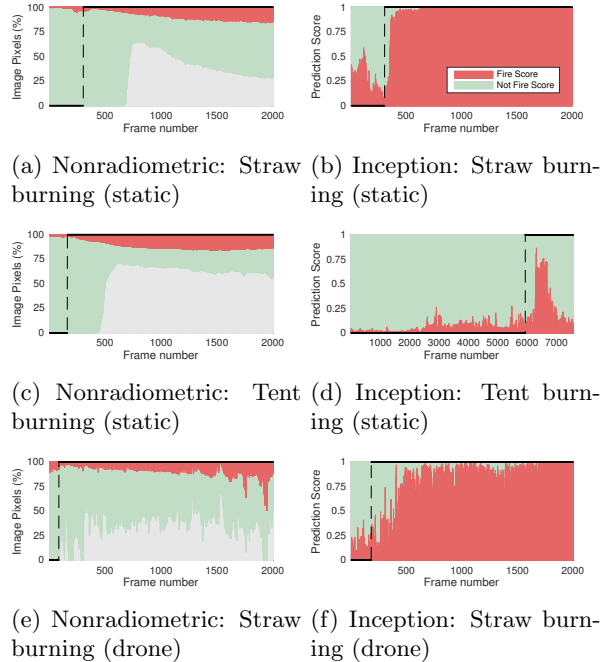 Image Pixels (%)
100
75
50
25
0
500 1000 1500 2000
Frame number
Prediction Score
1
0.75
0.5
0.25
0
Fire Score
Not Fire Score
500 1000 1500 2000
Frame number
(a) Nonradiometric: Straw burning (static)
(b) Inception: Straw burn-
ing (static)
Image Pixels (%)
100
75
50
25
0
500 1000 1500 2000
Frame number
Prediction Score
1
0.75
0.5
0.25
0
1000 2000 3000 4000 5000 6000 7000
Frame number
(c) Nonradiometric: Tent
burning (static)
(d) Inception: Tent burn-
ing (static)
Image Pixels (%)
100
75
50
25
0
500 1000 1500 2000
Frame number
Prediction Score
1
0.75
0.5
0.25
0
500 1000 1500 2000
Frame number
(e) Nonradiometric: Straw
burning (drone)
(f) Inception: Straw burn-
ing (drone)